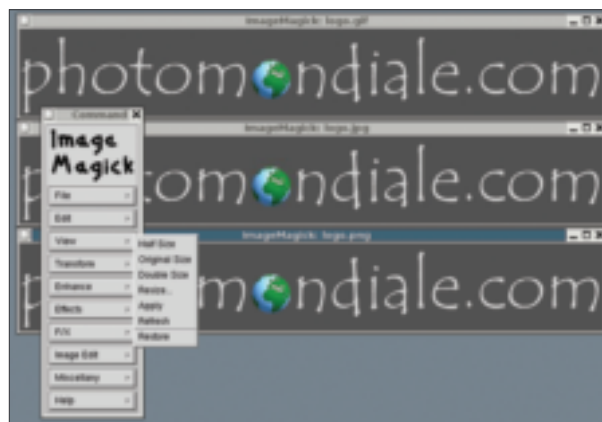 ImageMagick: logo.gif
photomondiale.com
Commands
Image
Magick
File
Edit
View
Transform
Enhance
Effects
F/X
Image Edit
Miscellany
Help
ImageMagick: logo.jpg
tomondiale.com
ImageMagick: logo.png
mondiale.com
Half Size
Original Size
Double Size
Resize...
Apply
Refresh
Restore